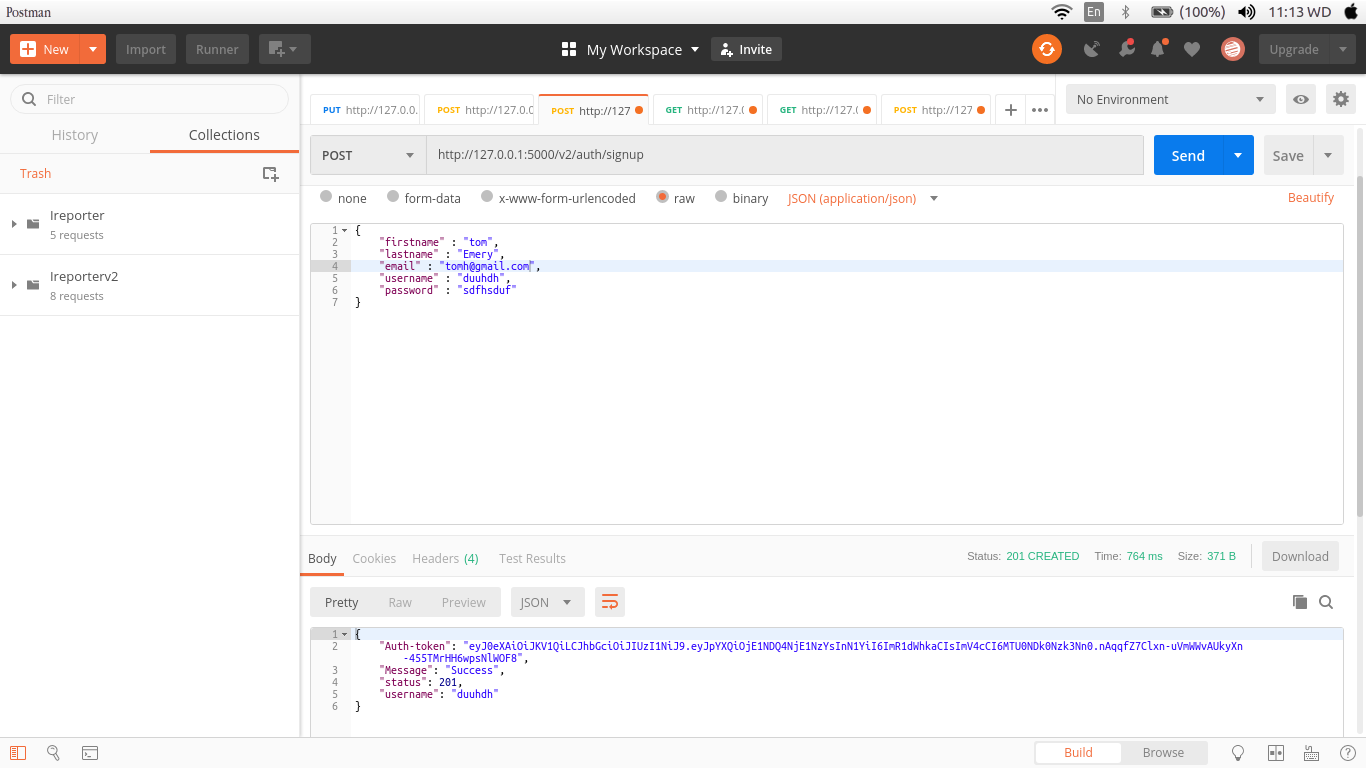 Postman
En
(100%)
11:13 WD
New
Import
Runner
My Workspace
Invite
Upgrade
Filter
History
Collections
Trash
Ireporter
5 requests
Ireporterv2
8 requests
PUT http://127.0.0.
POST http://127.0.0
POST http://127
GET http://127.(
GET http://127.(
POST http://127
No Environment
POST
http://127.0.0.1:5000/v2/auth/signup
Send
Save
none
form-data
x-www-form-urlencoded
raw
binary
JSON (application/json)
Beautify
1 {
2 "firstname" : "tom",
3 "lastname" : "Emery",
4 "email" : "tomh@gmail.com",
5 "username" : "duuhdh",
6 "password" : "sdfhsduf"
7 }
Body
Cookies
Headers (4)
Test Results
Status: 201 CREATED
Time: 764 ms
Size: 371 B
Download
Pretty
Raw
Preview
JSON
1 {
2 "Auth-token": "eyJ0eXAiOiJKV1QiLCJhbGciOiJIUzI1NiJ9.eyJpYXQiOjE1NDQ4NjE1NzYsInN1YiI6ImR1dWhkaCIsImV4cCI6MTU0NDk0Nzk3Nn0.nAqqfZ7Clxn-uVmWWvAUkyXn
-455TMrHH6wpsNlWOF8",
3 "Message": "Success",
4 "status": 201,
5 "username": "duuhdh"
6 }
Build
Browse